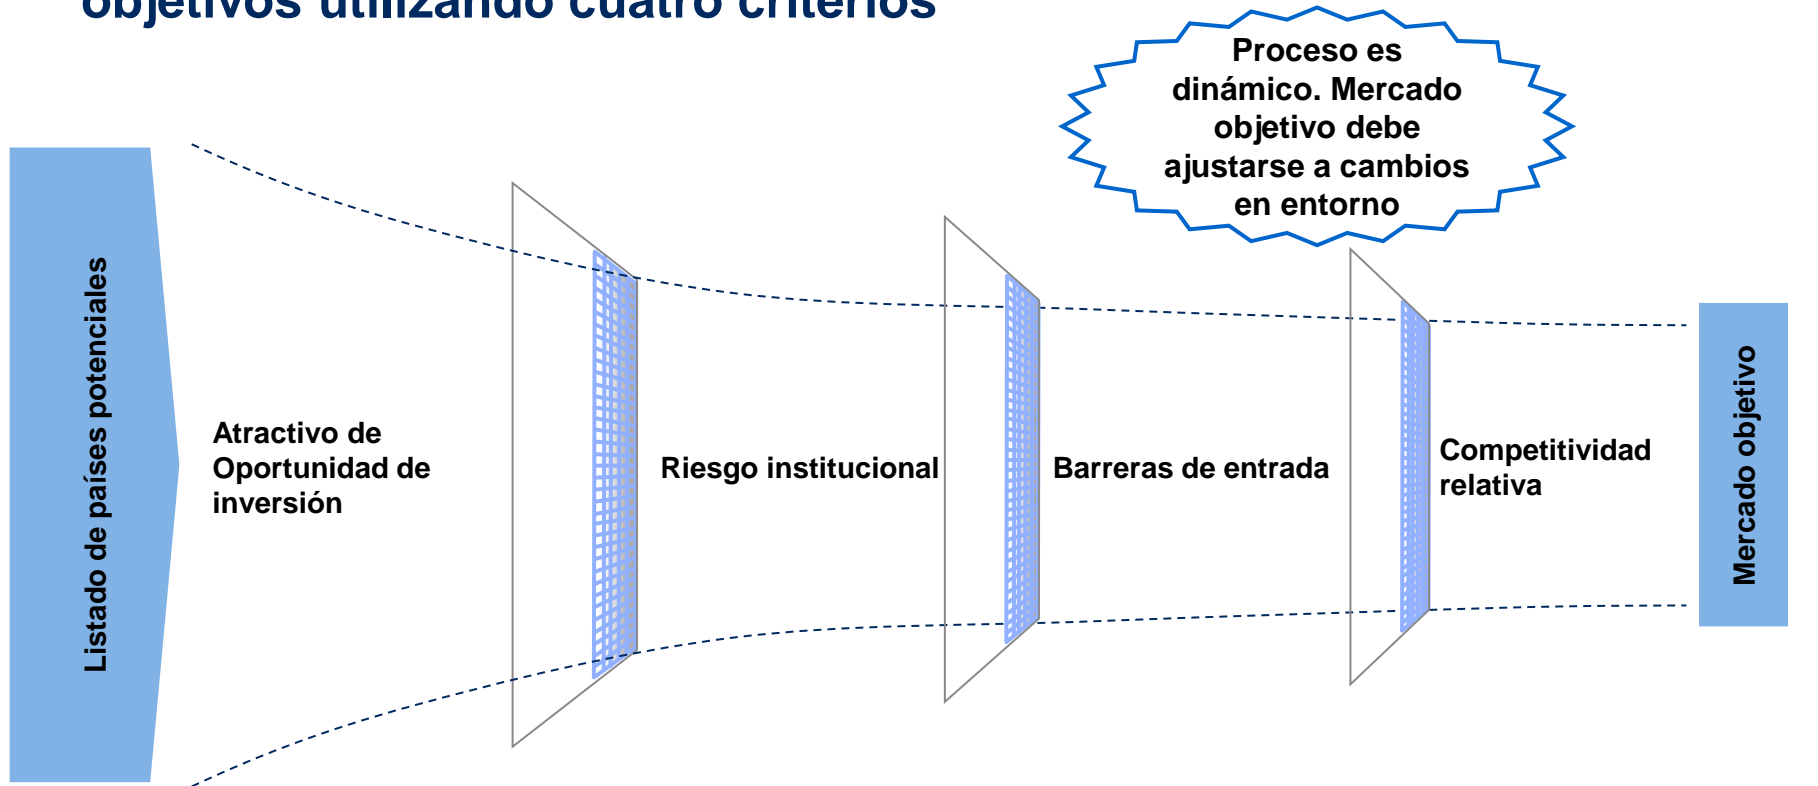 objetivos utilizando cuatro criterios
Proceso es
dinámico. Mercado
objetivo debe
ajustarse a cambios
en entorno
Listado de países potenciales
Atractivo de
Oportunidad de
inversión
Riesgo institucional
Barreras de entrada
Competitividad
relativa
Mercado objetivo